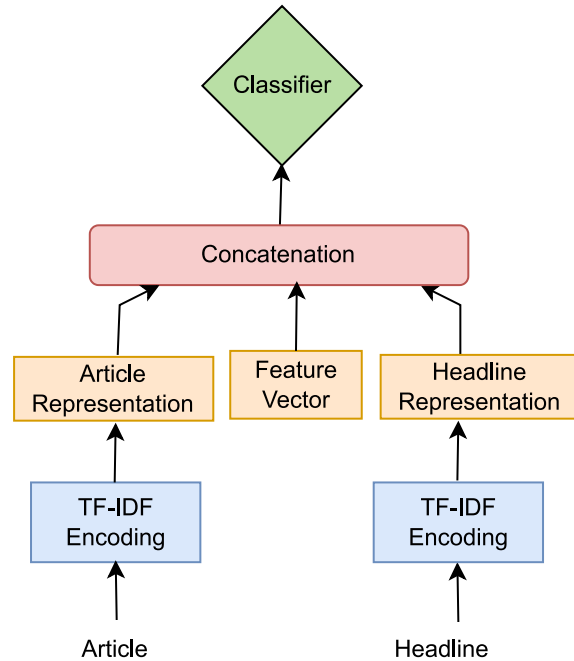 Classifier
Concatenation
Article
Representation
Feature
Vector
Headline
Representation
TF-IDF
Encoding
TF-IDF
Encoding
Article
Headline